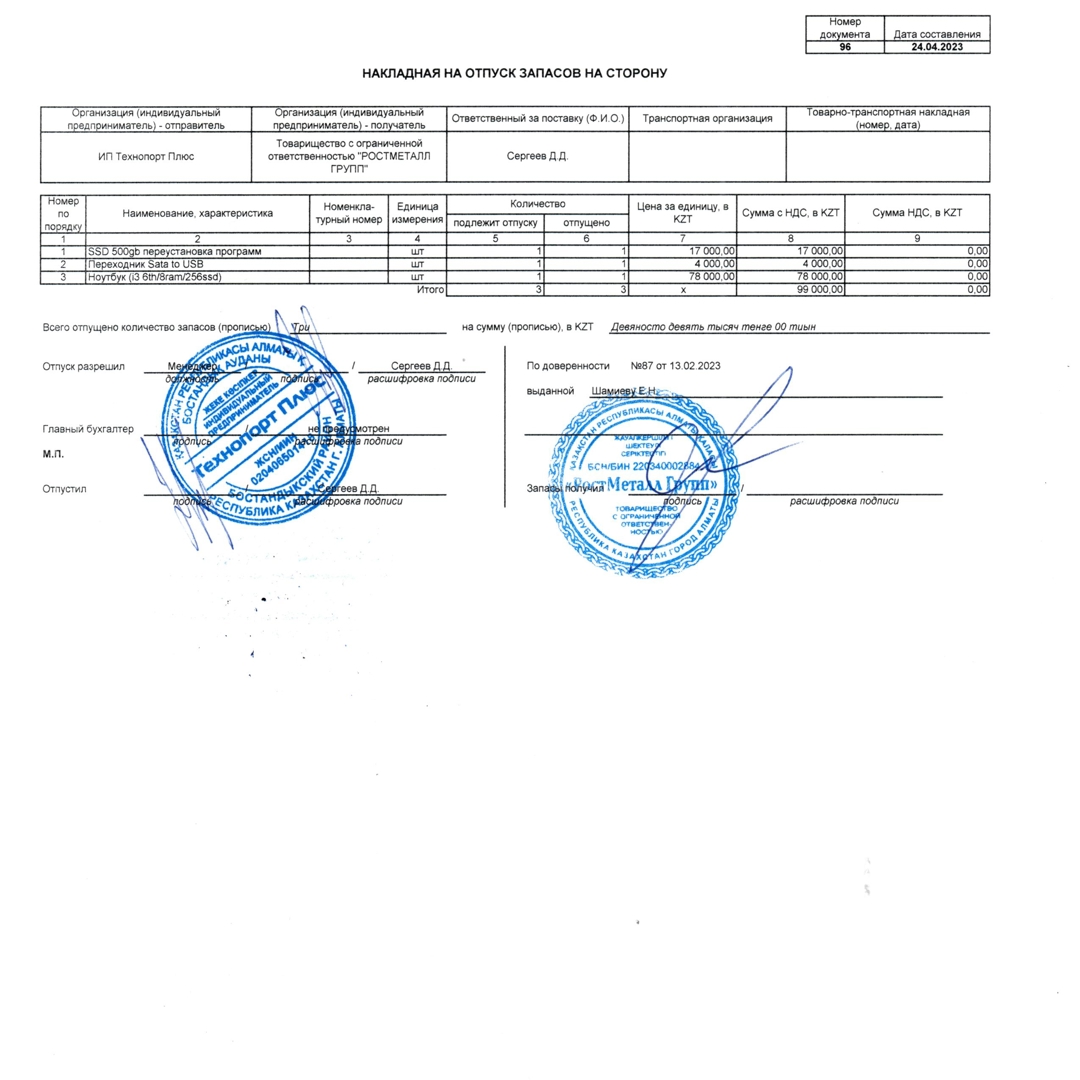 Номер документа | Дата составления
96 | 24.04.2023
НАКЛАДНАЯ НА ОТПУСК ЗАПАСОВ НА СТОРОНУ
Организация (индивидуальный предприниматель) - отправитель | Организация (индивидуальный предприниматель) - получатель | Ответственный за поставку (Ф.И.О.) | Транспортная организация | Товарно-транспортная накладная (номер, дата)
ИП Технопорт Плюс | Товарищество с ограниченной ответственностью "РОСТМЕТАЛЛ ГРУПП" | Сергеев Д.Д.
Номер по порядку | Наименование, характеристика | Номенкла-турный номер | Единица измерения | Количество | Цена за единицу, в KZT | Сумма с НДС, в KZT | Сумма НДС, в KZT
подлежит отпуску | отпущено
1 | 2 | 3 | 4 | 5 | 6 | 7 | 8 | 9
1 | SSD 500gb переустановка программ | шт | 1 | 1 | 17 000,00 | 17 000,00 | 0,00
2 | Переходник Sata to USB | шт | 1 | 1 | 4 000,00 | 4 000,00 | 0,00
3 | Ноутбук (i3 6th/8ram/256ssd) | шт | 1 | 1 | 78 000,00 | 78 000,00 | 0,00
Итого | 3 | 3 | х | 99 000,00 | 0,00
Всего отпущено количество запасов (прописью) Три на сумму (прописью), в KZT Девяносто девять тысяч тенге 00 тиын
Отпуск разрешил Менеджер / Сергеев Д.Д.
должность подпись расшифровка подписи
По доверенности №87 от 13.02.2023
выданной Шамиеву Е.Н.
Главный бухгалтер / не предусмотрен
подпись расшифровка подписи
М.П.
Отпустил / Сергеев Д.Д.
подпись расшифровка подписи
Запасы получил /
подпись расшифровка подписи
БОСТАНДЫҚ АУДАНЫ
ЖЕКЕ КӘСІПКЕР
ИНДИВИДУАЛЬНЫЙ
ПРЕДПРИНИМАТЕЛЬ
Технопорт Плюс
ЖСН/ИИН
БОСТАНДЫКСКИЙ РАЙОН
РЕСПУБЛИКА КАЗАХСТАН Г.
ҚАЗАҚСТАН РЕСПУБЛИКАСЫ АЛМАТЫ ҚАЛАСЫ
ЖАУАПКЕРШІЛІГІ
ШЕКТЕУЛІ
СЕРІКТЕСТІГІ
БСН/БИН
«РостМеталл Групп»
ТОВАРИЩЕСТВО
С ОГРАНИЧЕННОЙ
ОТВЕТСТВЕН-
НОСТЬЮ
РЕСПУБЛИКА КАЗАХСТАН ГОРОД АЛМАТЫ